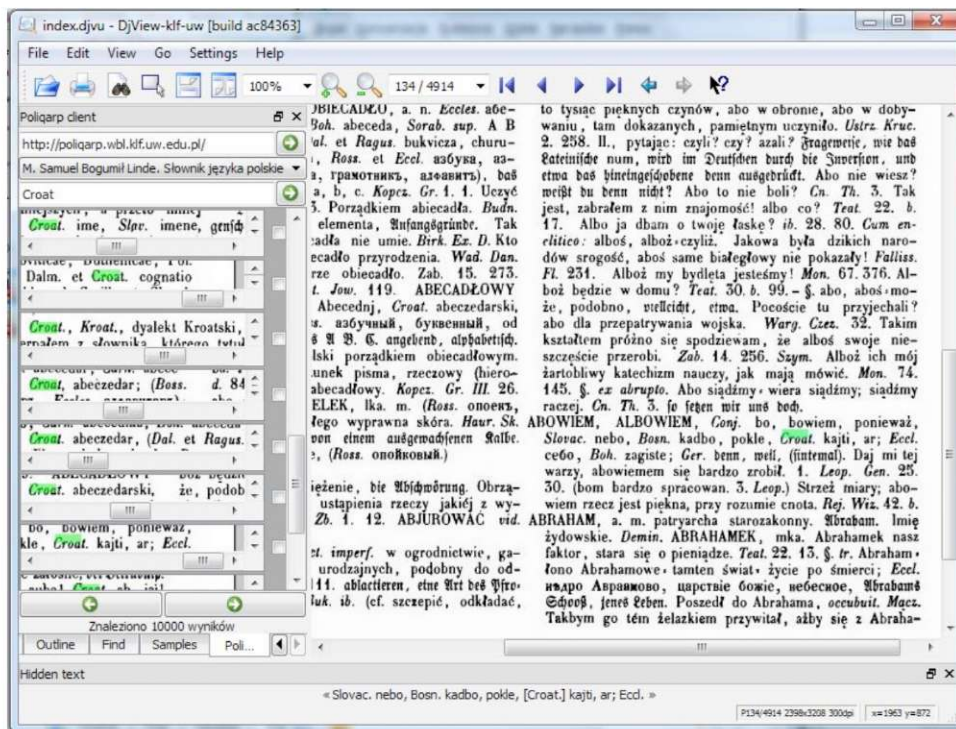 index.djvu - DjView-klf-uw [build ac84363]
File Edit View Go Settings Help
100% 134 / 4914
Poliqarp client
http://poliqarp.wbl.klf.uw.edu.pl/
M. Samuel Bogumił Linde. Słownik języka polskie
Croat
mniejszych, a przeto mniej
Croat. ime, Slav. imene, genſch
Dalm. et Croat. cognatio
Croat., Kroat., dyalekt Kroatski,
czerpałem z słownika, którego tytuł
Croat. abeczedar; (Boss. d. 84
Croat. abeczedar, (Dal. et Ragus.
Croat. abeczedarski, że, podob
bo, bowiem, ponieważ,
kle, Croat. kajti, ar; Eccl.
Znaleziono 10000 wyników
Outline Find Samples Poli...
OBIECADŁO, a. n. Eccles. абе-
Boh. abeceda, Sorab. sup. A B
al. et Ragus. bukvicza, churu-
, Ross. et Eccl. азбука, аз-
, грамотникъ, алфавитъ), das
a, b, c. Kopcz. Gr. 1. 1. Uczyć
3. Porządkiem abiecadła. Budn.
elementa, Anfangsgründe. Tak
cadła nie umie. Birk. Ex. D. Kto
ecadło przyrodzenia. Wad. Dan.
rze obiecadło. Zab. 15. 273.
t. Jow. 119. ABECADŁOWY
Abecednj, Croat. abeczedarski,
s. азбучный, буквенный, od
s A B. C. angehend, alphabetisch.
lski porządkiem obiecadłowym.
unek pisma, rzeczowy (hiero-
abecadłowy. Kopcz. Gr. III. 26.
ELEK, lka. m. (Ross. опоекъ,
łego wyprawna skóra. Haur. Sk.
von einem ausgewachsenen Kalbe.
, (Ross. опойковый.)
iężenie, die Abschwörung. Obrzą-
ustąpienia rzeczy jakiéj z wy-
Zb. 1. 12. ABJUROWAĆ vid.
ct. imperf. w ogrodnictwie, ga-
urodzajnych, podobny do od-
11. ablactieren, eine Art des Pfro-
luk. ib. (cf. szczepić, odkładać,
to tysiąc pięknych czynów, abo w obronie, abo w doby-
waniu, tam dokazanych, pamiętnym uczyniło. Ustrz. Kruc.
2. 258. II., pytając: czyli? czy? azali? Frageweise, wie das
Lateinische num, wird im Deutschen durch die Inversion, und
etwa das hineingeschobene denn ausgedrückt. Abo nie wiesz?
weißt du denn nicht? Abo to nie boli? Cn. Th. 3. Tak
jest, zabrałem z nim znajomość! albo co? Teat. 22. b.
17. Albo ja dbam o twoję łaskę? ib. 28. 80. Cum en-
clitico: alboś, alboż-czyliż. Jakowa była dzikich naro-
dów srogość, aboś same białegłowy nie pokazały! Falliss.
Fl. 231. Alboż my bydlęta jesteśmy! Mon. 67. 376. Al-
boż będzie w domu? Teat. 30. b. 99. - §. abo, aboś-mo-
że, podobno, vielleicht, etwa. Pocoście tu przyjechali?
abo dla przepatrywania wojska. Warg. Cez. 32. Takim
kształtem próżno się spodziewam, że alboś swoje nie-
szczęście przerobi. Zab. 14. 256. Szym. Alboż ich mój
żartobliwy katechizm nauczy, jak mają mówić. Mon. 74.
145. §. ex abrupto. Abo siądźmy - wiera siądźmy; siądźmy
raczej. Cn. Th. 3. so setzen wir uns doch.
ABOWIEM, ALBOWIEM, Conj. bo, bowiem, ponieważ,
Slovac. nebo, Bosn. kadbo, pokle, Croat. kajti, ar; Eccl.
себо, Boh. zagiste; Ger. denn, weil, (sintemal). Daj mi tej
warzy, abowiemem się bardzo zrobił. 1. Leop. Gen. 25.
30. (bom bardzo spracowan. 3. Leop.) Strzeż miary; abo-
wiem rzecz jest piękna, przy rozumie cnota. Rej. Wiz. 42. b.
ABRAHAM, a. m. patryarcha starozakonny. Abraham. Imię
żydowskie. Demin. ABRAHAMEK, mka. Abrahamek nasz
faktor, stara się o pieniądze. Teat. 22. 13. §. tr. Abraham-
łono Abrahamowe - tamten świat - życie po śmierci; Eccl.
нѣдро Авраамово, царствіе божіе, небесное, Abrahams
Schooß, jenes Leben. Poszedł do Abrahama, occubuit. Mącz.
Takbym go tém żelazkiem przywitał, ażby się z Abraha-
Hidden text
« Slovac. nebo, Bosn. kadbo, pokle, [Croat.] kajti, ar; Eccl. »
P134/4914 2398x3208 300dpi x=1963 y=872